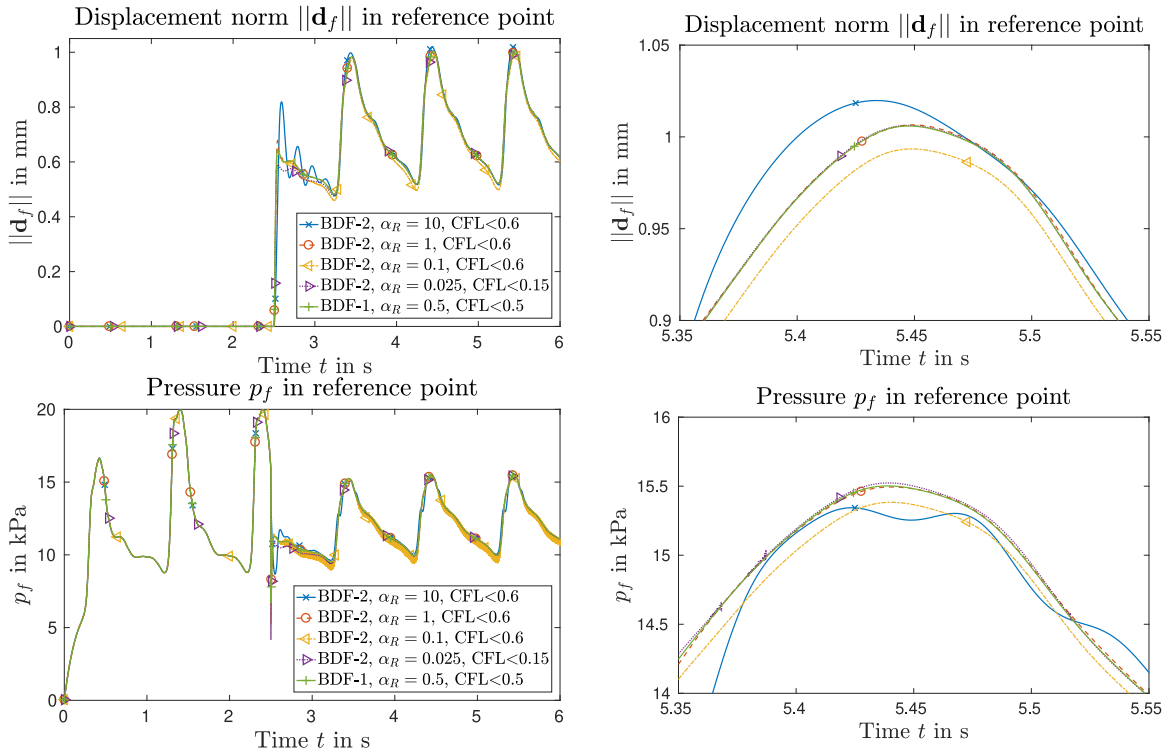 Displacement norm ||d_f|| in reference point
1
0.8
0.6
0.4
0.2
0
||d_f|| in mm
BDF-2, α_R = 10, CFL<0.6
BDF-2, α_R = 1, CFL<0.6
BDF-2, α_R = 0.1, CFL<0.6
BDF-2, α_R = 0.025, CFL<0.15
BDF-1, α_R = 0.5, CFL<0.5
0 1 2 3 4 5 6
Time t in s
Displacement norm ||d_f|| in reference point
1.05
1
0.95
0.9
||d_f|| in mm
5.35 5.4 5.45 5.5 5.55
Time t in s
Pressure p_f in reference point
20
15
10
5
0
p_f in kPa
BDF-2, α_R = 10, CFL<0.6
BDF-2, α_R = 1, CFL<0.6
BDF-2, α_R = 0.1, CFL<0.6
BDF-2, α_R = 0.025, CFL<0.15
BDF-1, α_R = 0.5, CFL<0.5
0 1 2 3 4 5 6
Time t in s
Pressure p_f in reference point
16
15.5
15
14.5
14
p_f in kPa
5.35 5.4 5.45 5.5 5.55
Time t in s